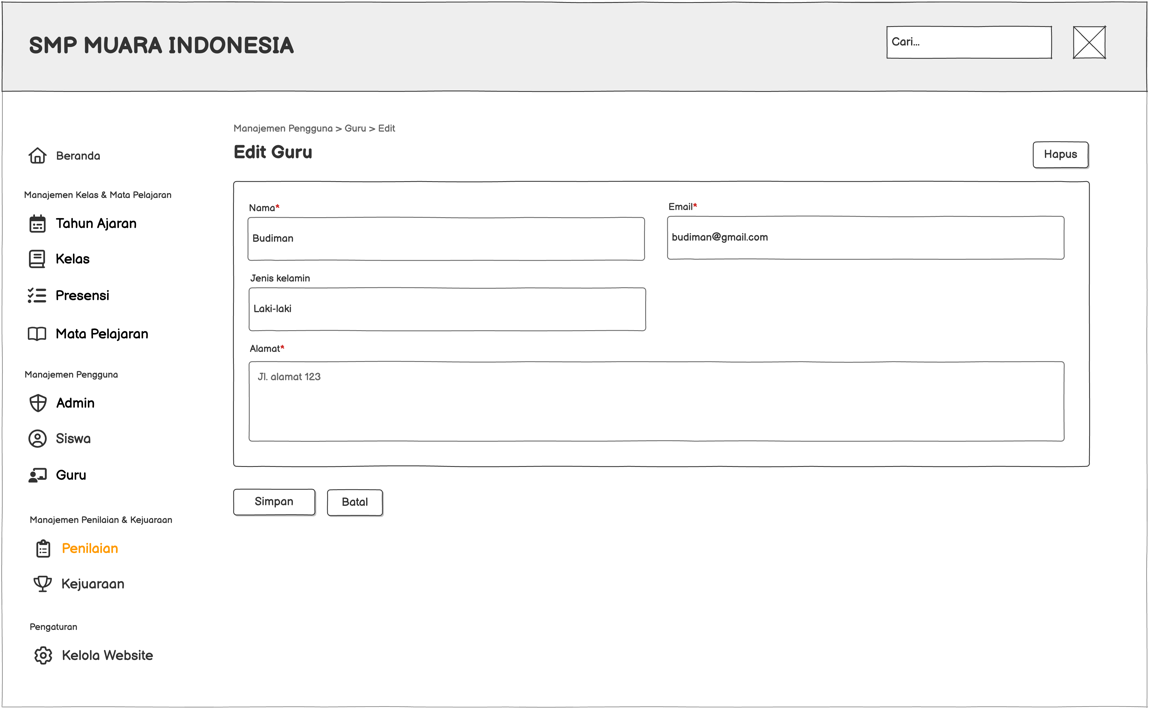 SMP MUARA INDONESIA
Cari...
Beranda
Manajemen Kelas & Mata Pelajaran
Tahun Ajaran
Kelas
Presensi
Mata Pelajaran
Manajemen Pengguna
Admin
Siswa
Guru
Manajemen Penilaian & Kejuaraan
Penilaian
Kejuaraan
Pengaturan
Kelola Website
Manajemen Pengguna > Guru > Edit
Edit Guru
Hapus
Nama*
Budiman
Email*
budiman@gmail.com
Jenis kelamin
Laki-laki
Alamat*
Jl. alamat 123
Simpan
Batal